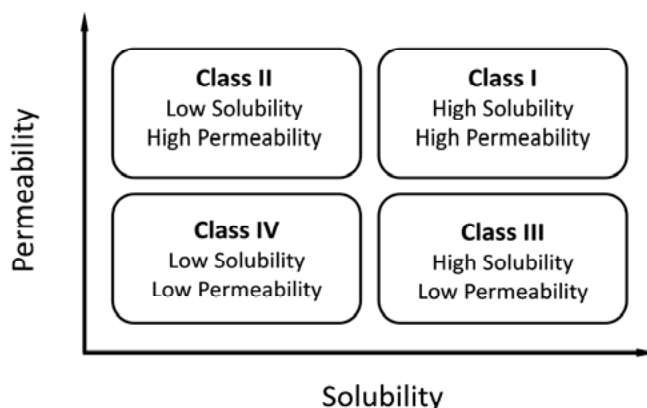 Permeability
Class II
Low Solubility
High Permeability
Class I
High Solubility
High Permeability
Class IV
Low Solubility
Low Permeability
Class III
High Solubility
Low Permeability
Solubility